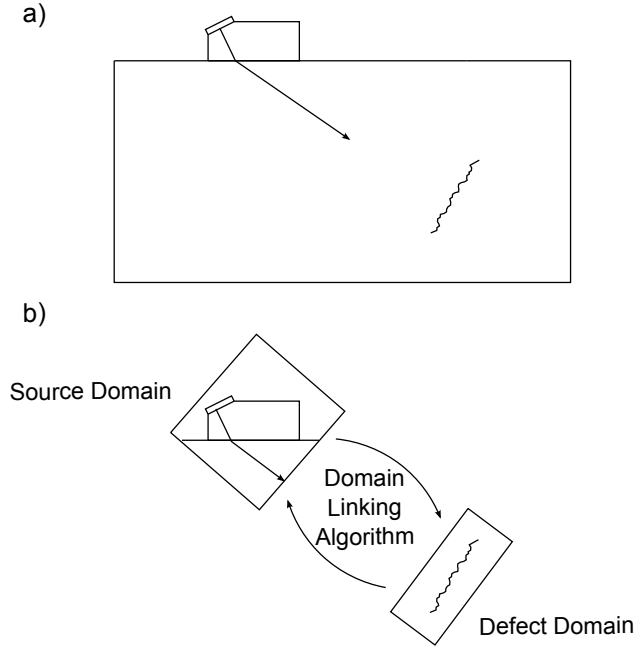 a)
b)
Source Domain
Domain
Linking
Algorithm
Defect Domain